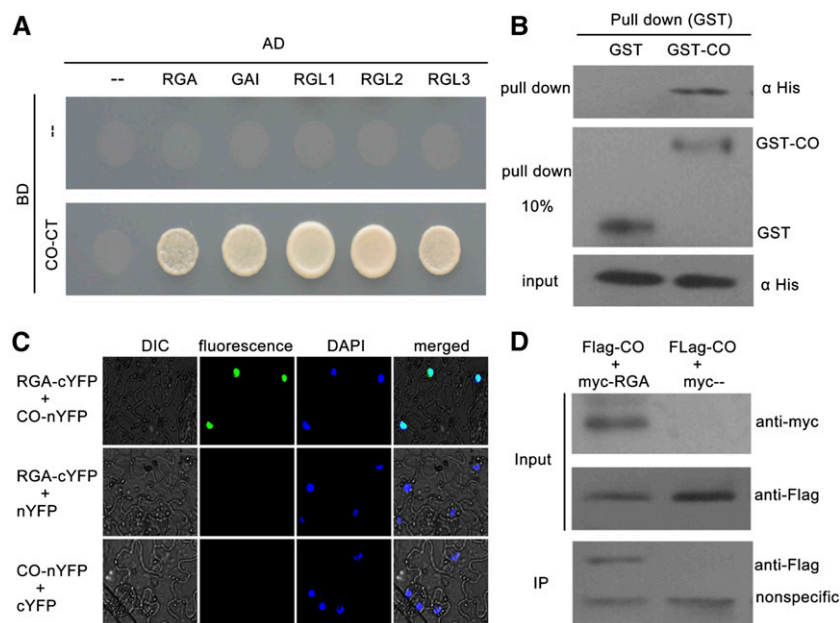 A
AD
-- RGA GAI RGL1 RGL2 RGL3
BD
--
CO-CT
B
Pull down (GST)
GST GST-CO
pull down α His
GST-CO
pull down
10%
GST
input α His
C
DIC fluorescence DAPI merged
RGA-cYFP
+
CO-nYFP
RGA-cYFP
+
nYFP
CO-nYFP
+
cYFP
D
Flag-CO FLag-CO
+ +
myc-RGA myc--
Input
anti-myc
anti-Flag
IP
anti-Flag
nonspecific